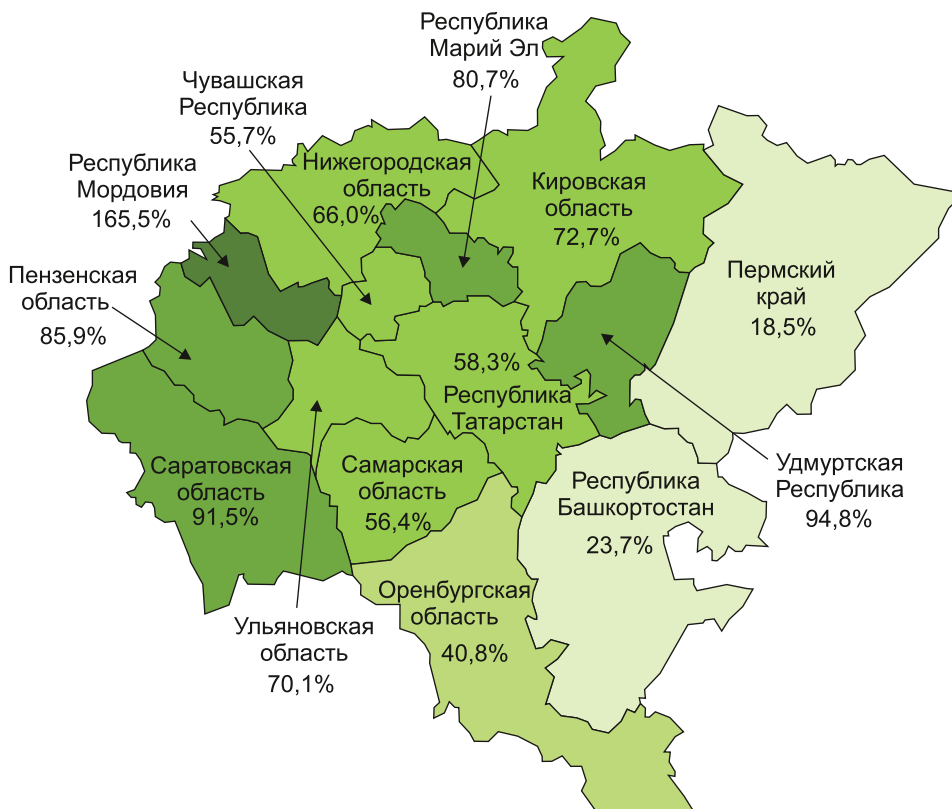 Республика
Марий Эл
80,7%
Чувашская
Республика
55,7%
Республика
Мордовия
165,5%
Нижегородская
область
66,0%
Кировская
область
72,7%
Пензенская
область
85,9%
Пермский
край
18,5%
58,3%
Республика
Татарстан
Саратовская
область
91,5%
Самарская
область
56,4%
Республика
Башкортостан
23,7%
Удмуртская
Республика
94,8%
Оренбургская
область
40,8%
Ульяновская
область
70,1%